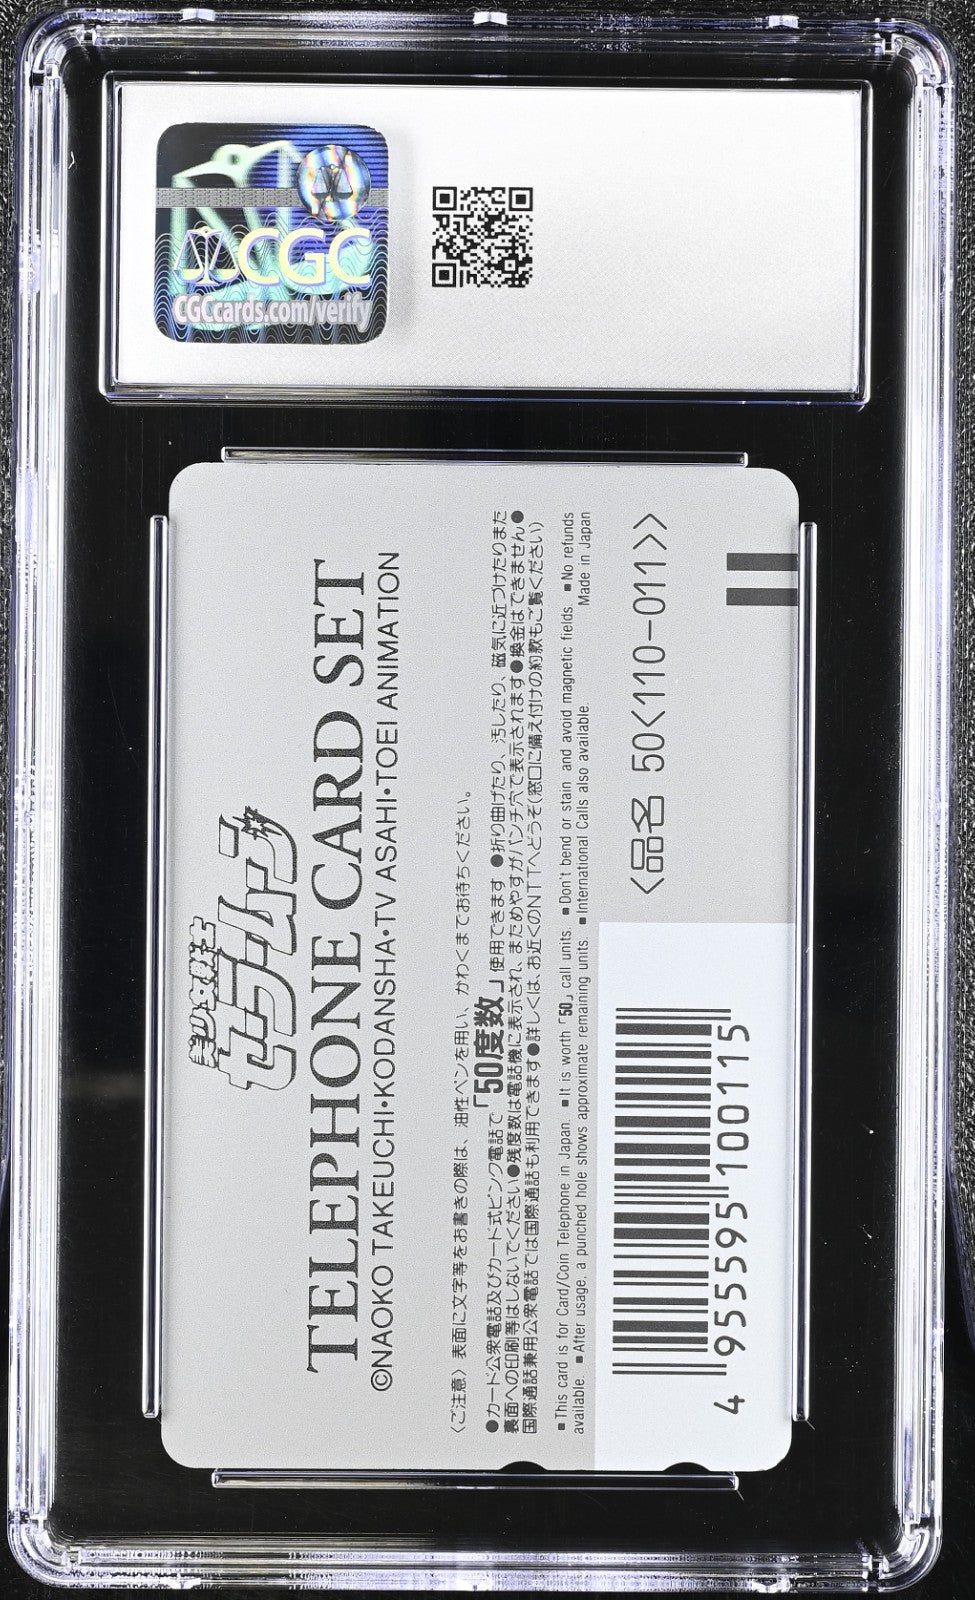 CGC
CGCcards.com/verify
美少女戦士
セーラームーン
TELEPHONE CARD SET
©NAOKO TAKEUCHI・KODANSHA・TV ASAHI・TOEI ANIMATION
〈ご注意〉表面に文字等をお書きの際は、油性ペンを用い、かわくまでお待ちください。
●カード公衆電話及びカード式ピンク電話で「50度数」使用できます ●折り曲げたり、汚したり、磁気に近づけたりまた
裏面への印刷等はしないでください●残度数は電話機に表示され、まためやすがパンチ穴で表示されます●換金はできません●
国際通話兼用公衆電話では国際通話も利用できます●詳しくは、お近くのNTTへどうぞ(窓口に備え付けの約款もご覧ください)
■This card is for Card/Coin Telephone in Japan. ■It is worth「50」call units. ■Don't bend or stain and avoid magnetic fields. ■No refunds
available. ■After usage. a punched hole shows approximate remaining units. ■International Calls also available. Made in Japan
〈品名 50〈110-011〉〉
4 955595 100115